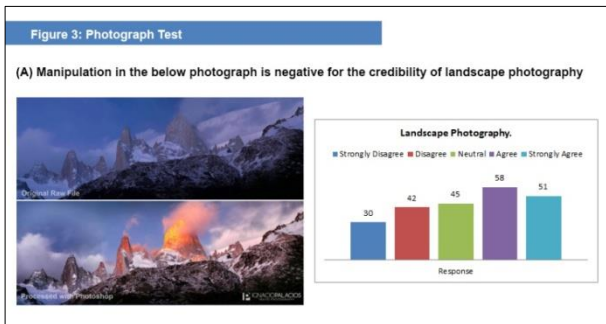 Figure 3: Photograph Test
(A) Manipulation in the below photograph is negative for the credibility of landscape photography
Original Raw File
Processed with Photoshop
IGNACIOPALACIOS
Landscape Photography.
Strongly Disagree Disagree Neutral Agree Strongly Agree
30
42
45
58
51
Response